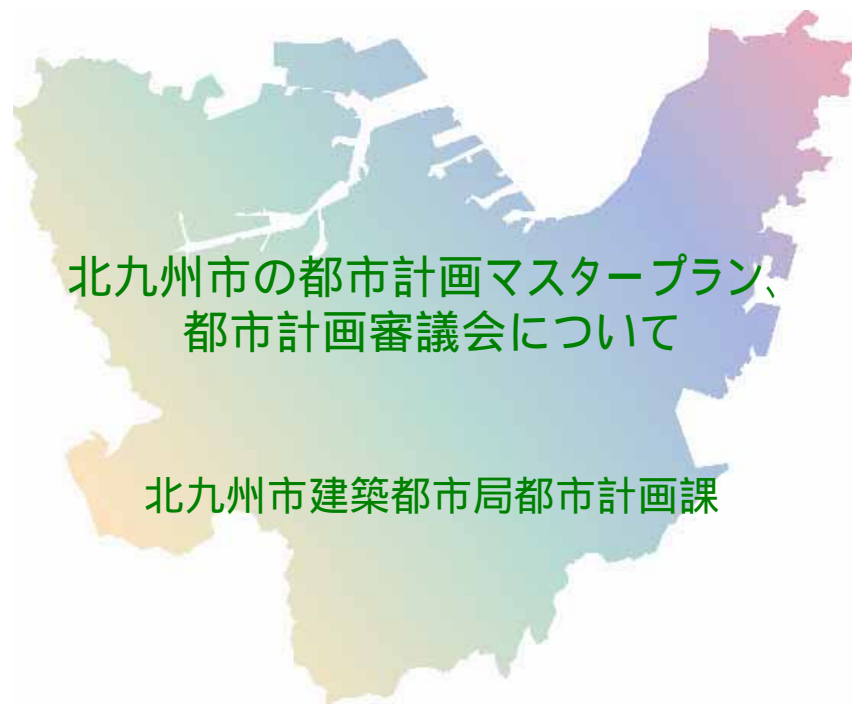 北九州市の都市計画マスタープラン、
都市計画審議会について
北九州市建築都市局都市計画課